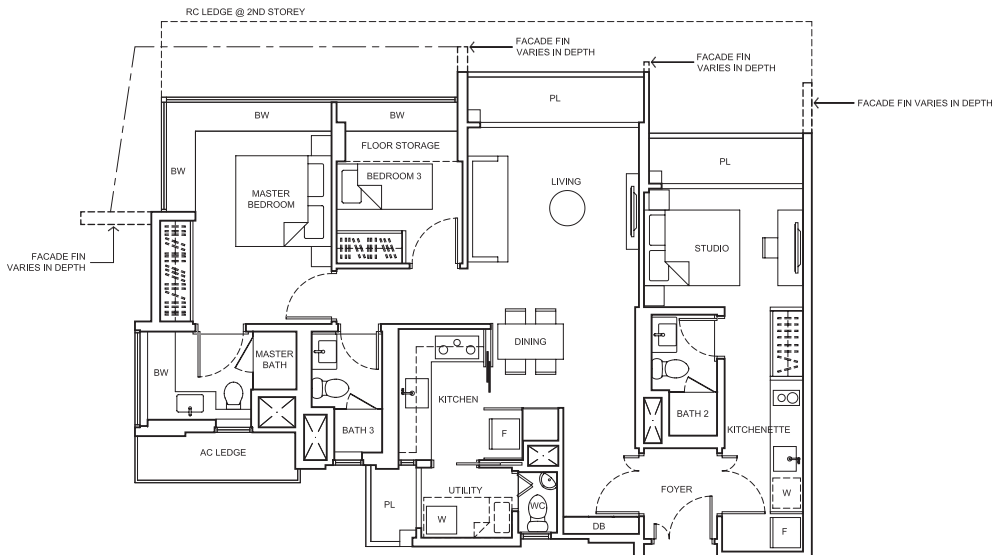 RC LEDGE @ 2ND STOREY
FACADE FIN
VARIES IN DEPTH
FACADE FIN
VARIES IN DEPTH
FACADE FIN VARIES IN DEPTH
PL
BW
BW
FLOOR STORAGE
PL
BW
BEDROOM 3
LIVING
MASTER
BEDROOM
STUDIO
FACADE FIN
VARIES IN DEPTH
DINING
MASTER
BATH
BW
KITCHEN
BATH 2
BATH 3
F
KITCHENETTE
AC LEDGE
UTILITY
FOYER
W
PL
WC
W
DB
F